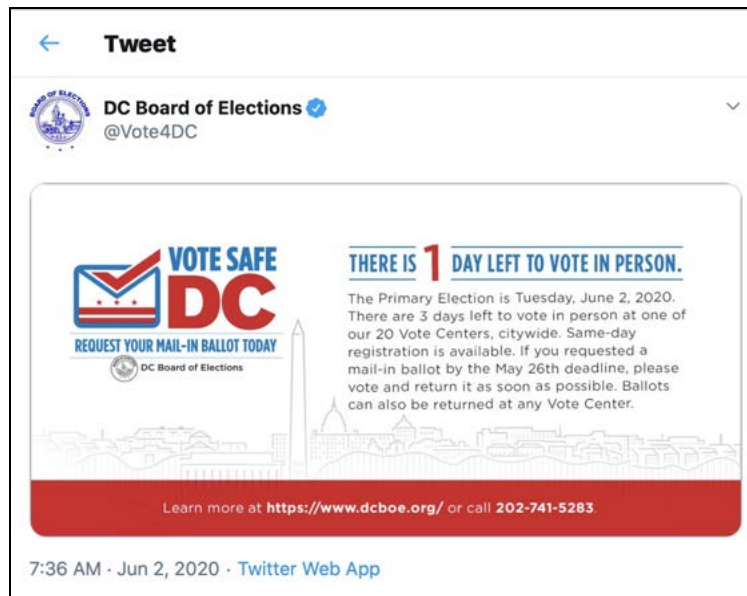 Tweet
BOARD OF ELECTIONS
DC Board of Elections
@Vote4DC
VOTE SAFE
DC
REQUEST YOUR MAIL-IN BALLOT TODAY
DC Board of Elections
THERE IS 1 DAY LEFT TO VOTE IN PERSON.
The Primary Election is Tuesday, June 2, 2020.
There are 3 days left to vote in person at one of
our 20 Vote Centers, citywide. Same-day
registration is available. If you requested a
mail-in ballot by the May 26th deadline, please
vote and return it as soon as possible. Ballots
can also be returned at any Vote Center.
Learn more at https://www.dcboe.org/ or call 202-741-5283.
7:36 AM · Jun 2, 2020 · Twitter Web App